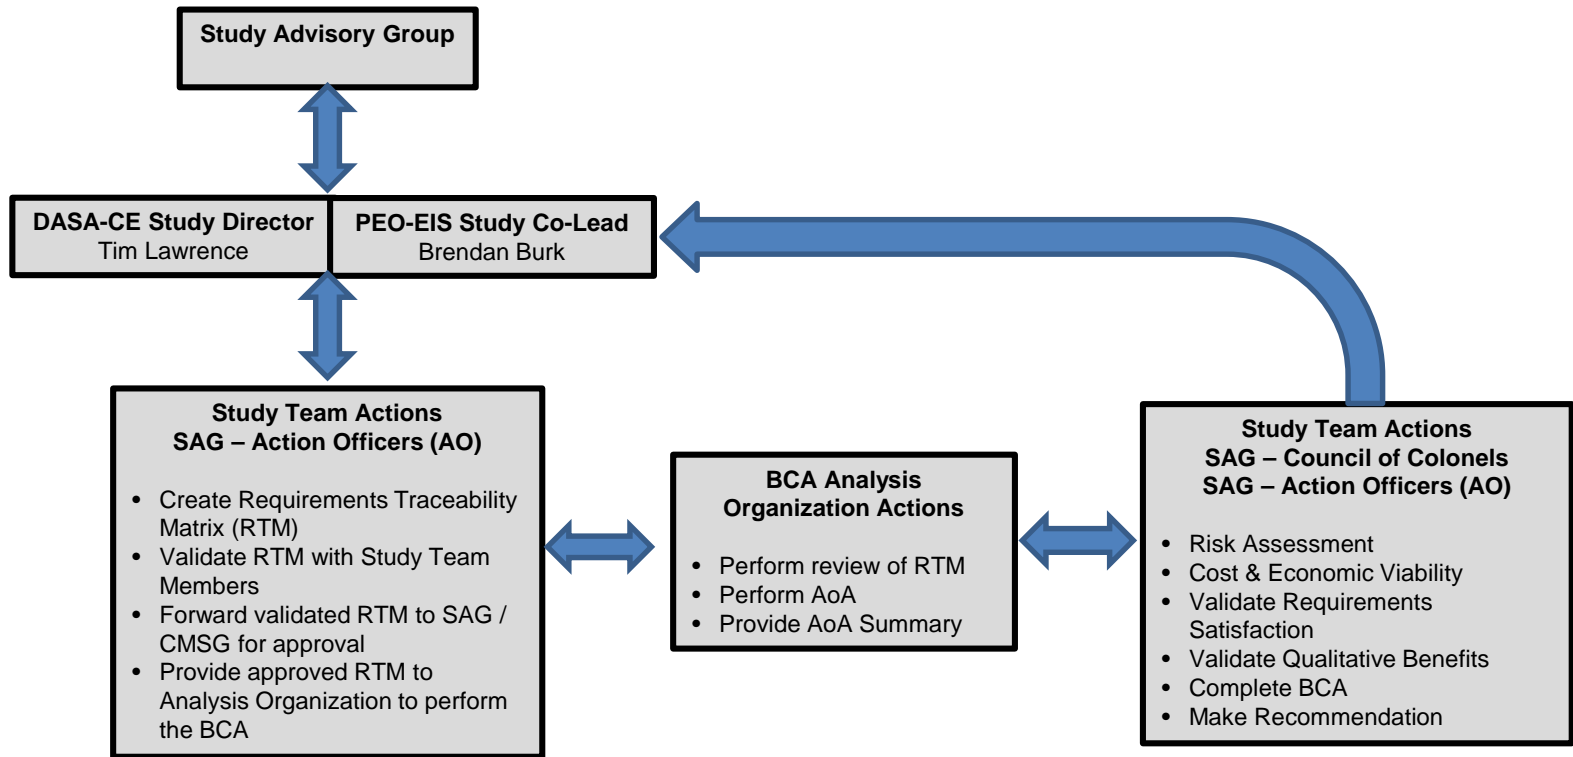 Study Advisory Group
DASA-CE Study Director
Tim Lawrence
PEO-EIS Study Co-Lead
Brendan Burk
Study Team Actions
SAG – Action Officers (AO)
• Create Requirements Traceability
Matrix (RTM)
• Validate RTM with Study Team
Members
• Forward validated RTM to SAG /
CMSG for approval
• Provide approved RTM to
Analysis Organization to perform
the BCA
BCA Analysis
Organization Actions
• Perform review of RTM
• Perform AoA
• Provide AoA Summary
Study Team Actions
SAG – Council of Colonels
SAG – Action Officers (AO)
• Risk Assessment
• Cost & Economic Viability
• Validate Requirements
Satisfaction
• Validate Qualitative Benefits
• Complete BCA
• Make Recommendation